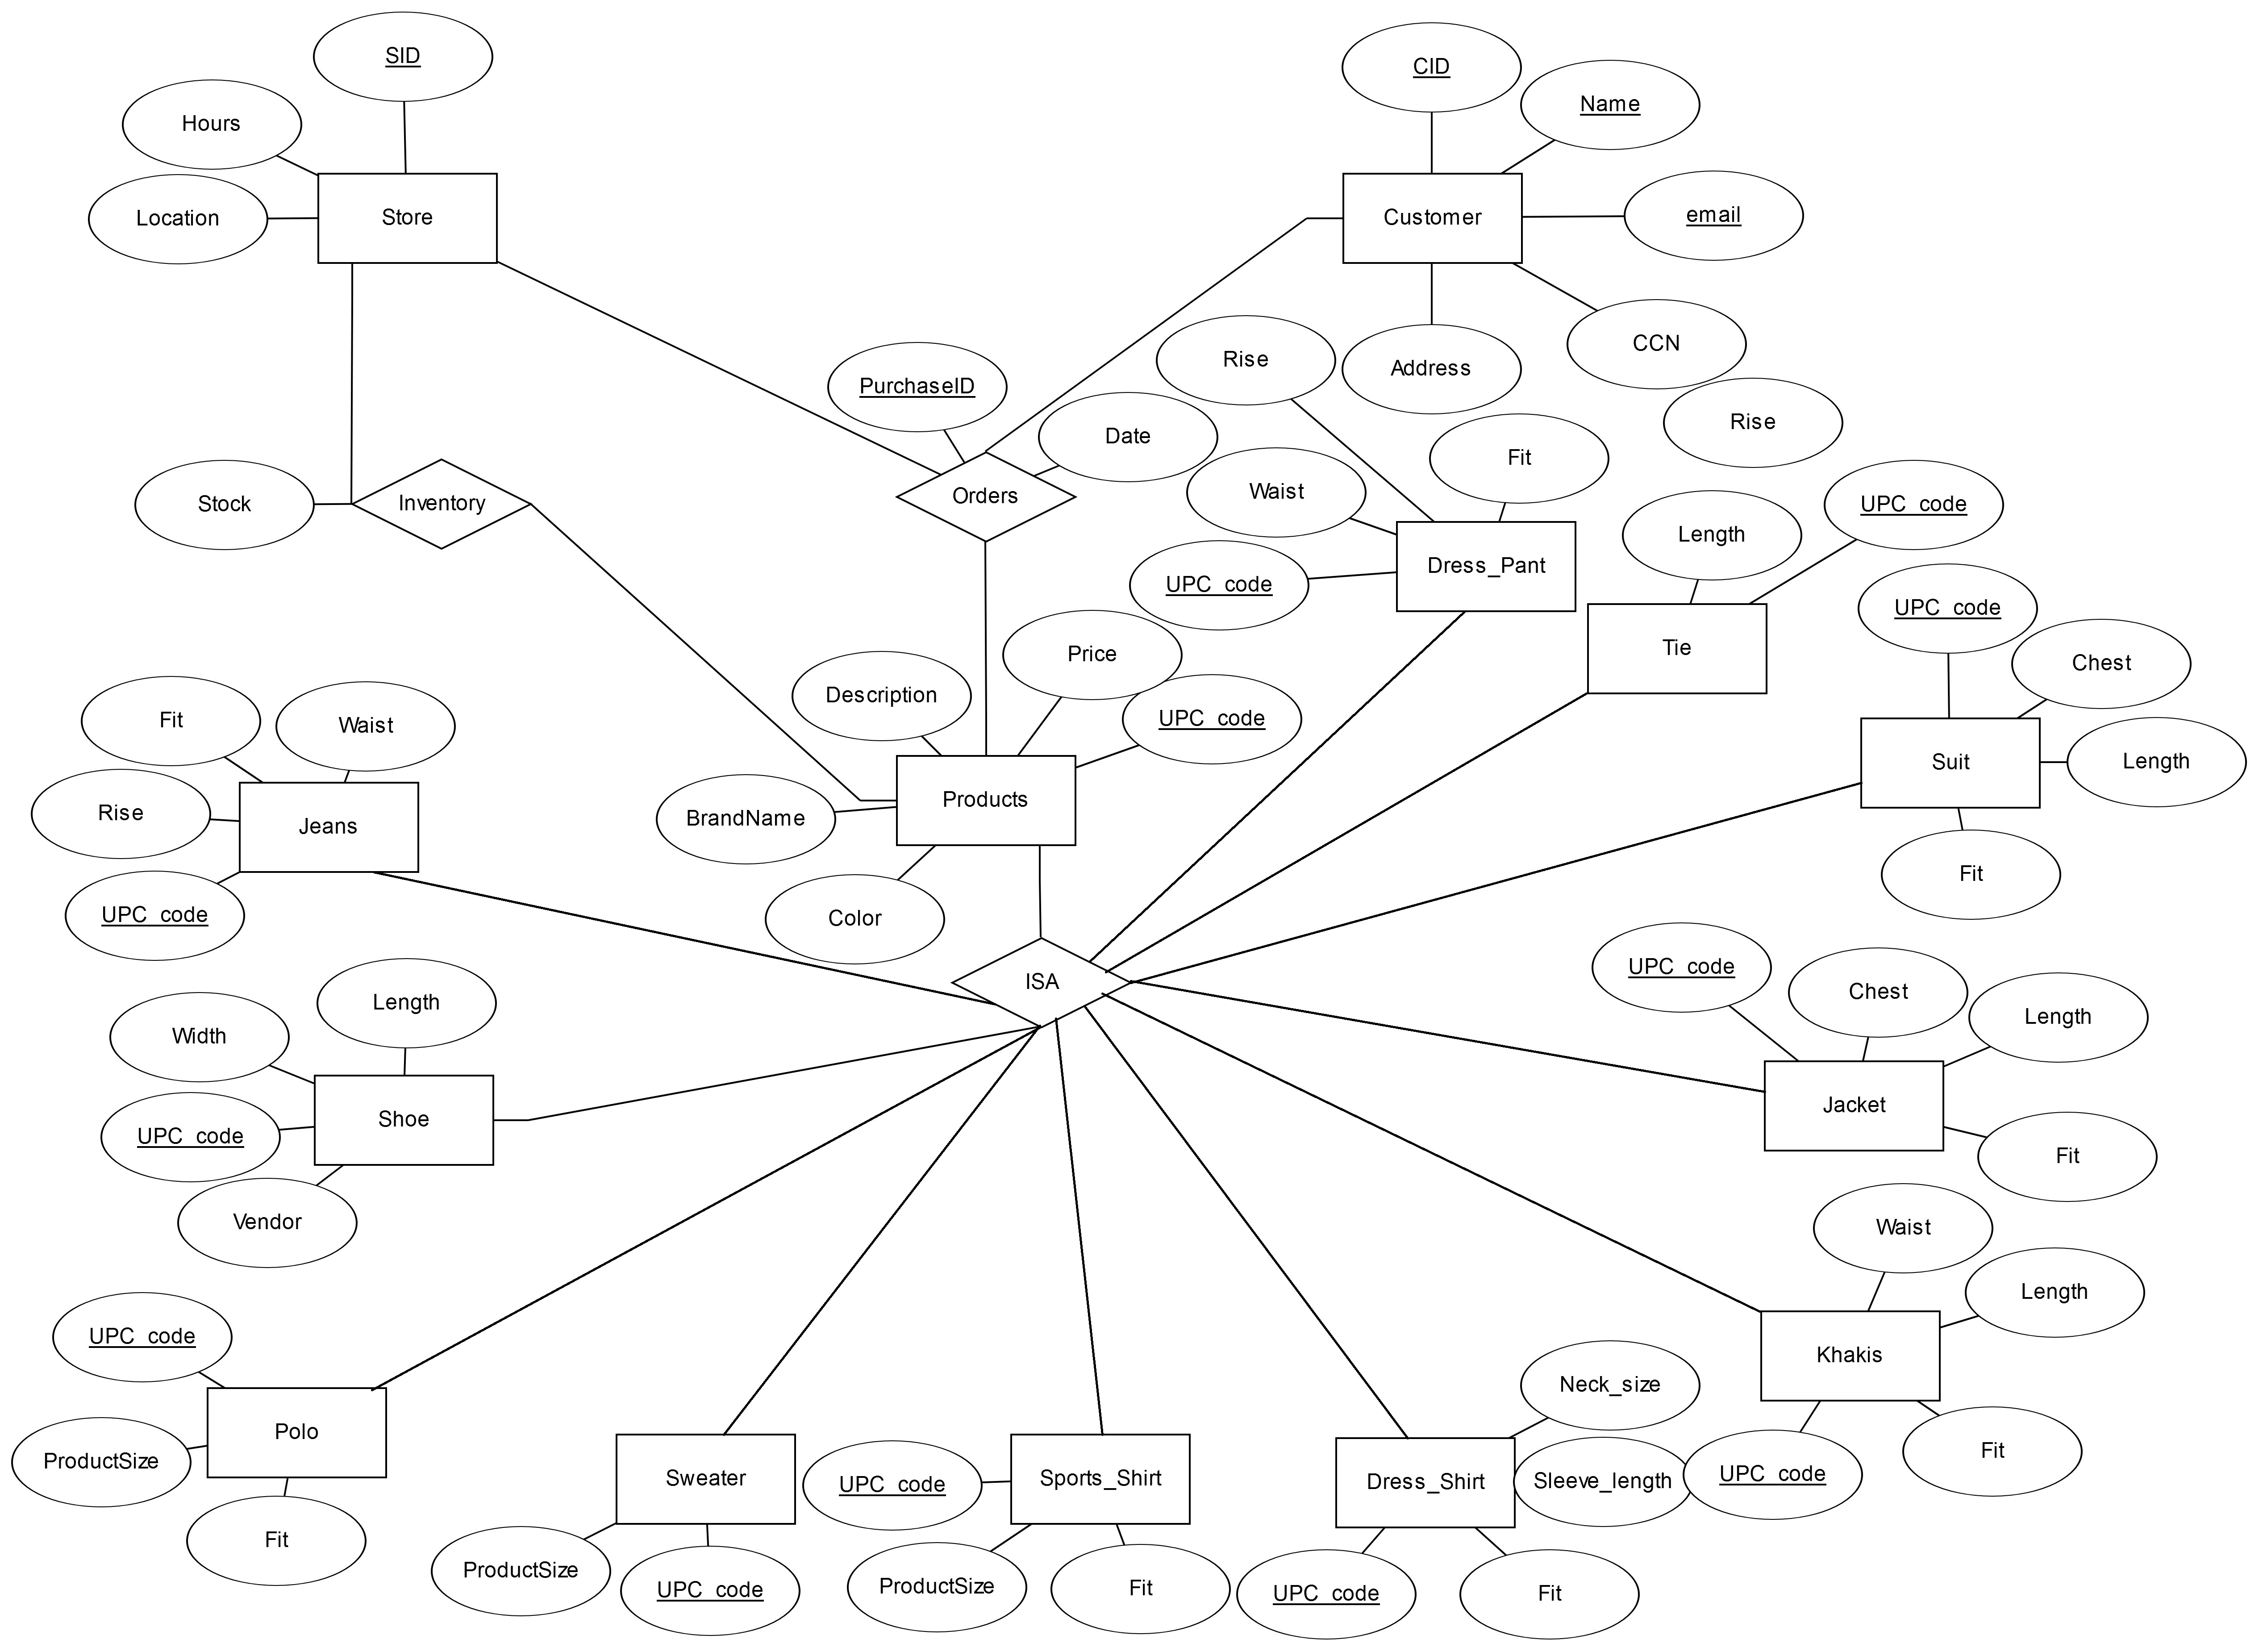 SID
CID
Name
Hours
Location
Store
Customer
email
CCN
Rise
Address
PurchaseID
Rise
Date
Fit
Waist
Orders
Stock
Inventory
Length
UPC_code
Dress_Pant
UPC_code
UPC_code
Tie
Price
Chest
Description
UPC_code
Fit
Waist
Suit
Length
Products
BrandName
Rise
Jeans
Fit
UPC_code
Color
UPC_code
Chest
ISA
Length
Length
Width
Jacket
Shoe
UPC_code
Fit
Vendor
Waist
Length
UPC_code
Khakis
Neck_size
Polo
ProductSize
Fit
Sweater
Sports_Shirt
UPC_code
Dress_Shirt
Sleeve_length
UPC_code
Fit
ProductSize
UPC_code
ProductSize
Fit
UPC_code
Fit